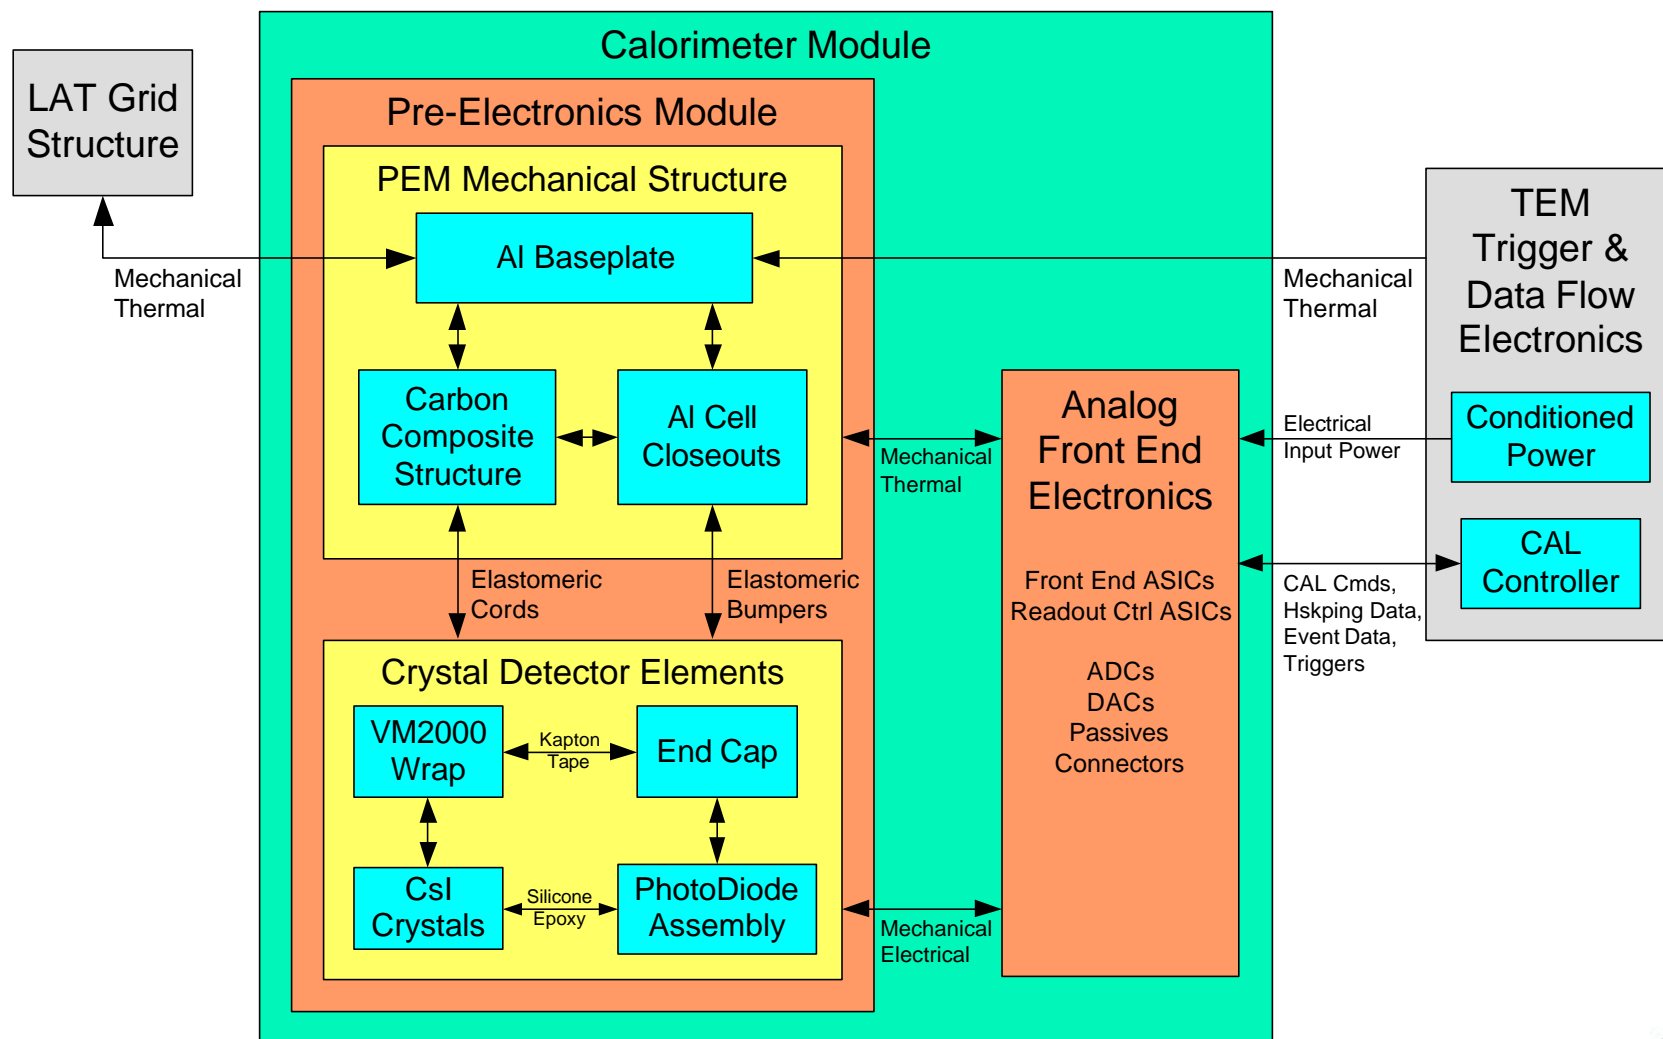 Calorimeter Module
LAT Grid
Structure
Pre-Electronics Module
PEM Mechanical Structure
Al Baseplate
Mechanical
Thermal
Mechanical
Thermal
TEM
Trigger &
Data Flow
Electronics
Carbon
Composite
Structure
Al Cell
Closeouts
Mechanical
Thermal
Analog
Front End
Electronics
Front End ASICs
Readout Ctrl ASICs
ADCs
DACs
Passives
Connectors
Electrical
Input Power
Conditioned
Power
CAL
Controller
CAL Cmds,
Hskping Data,
Event Data,
Triggers
Elastomeric
Cords
Elastomeric
Bumpers
Crystal Detector Elements
VM2000
Wrap
Kapton
Tape
End Cap
CsI
Crystals
Silicone
Epoxy
PhotoDiode
Assembly
Mechanical
Electrical